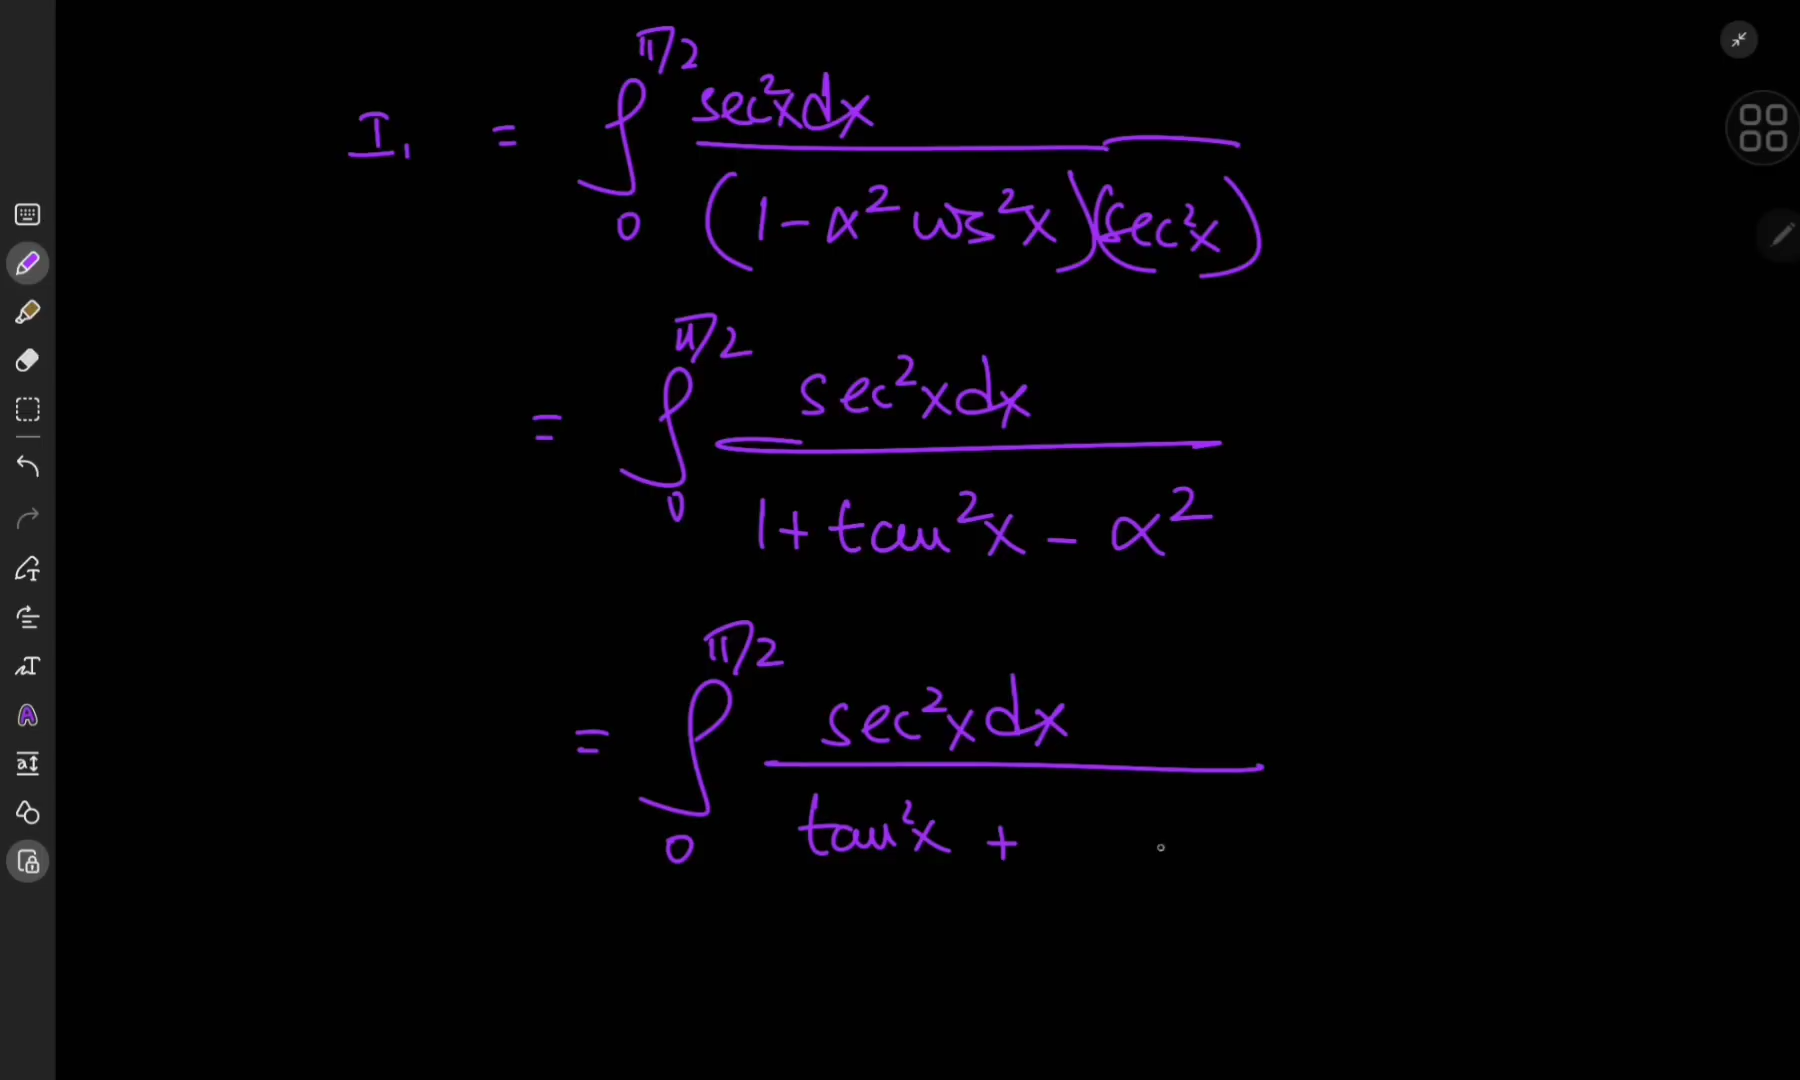 I₁ = ∫₀^{π/2} sec²x dx / (1 - α² cos²x)(sec²x)
= ∫₀^{π/2} sec²x dx / 1 + tan²x - α²
= ∫₀^{π/2} sec²x dx / tan²x +